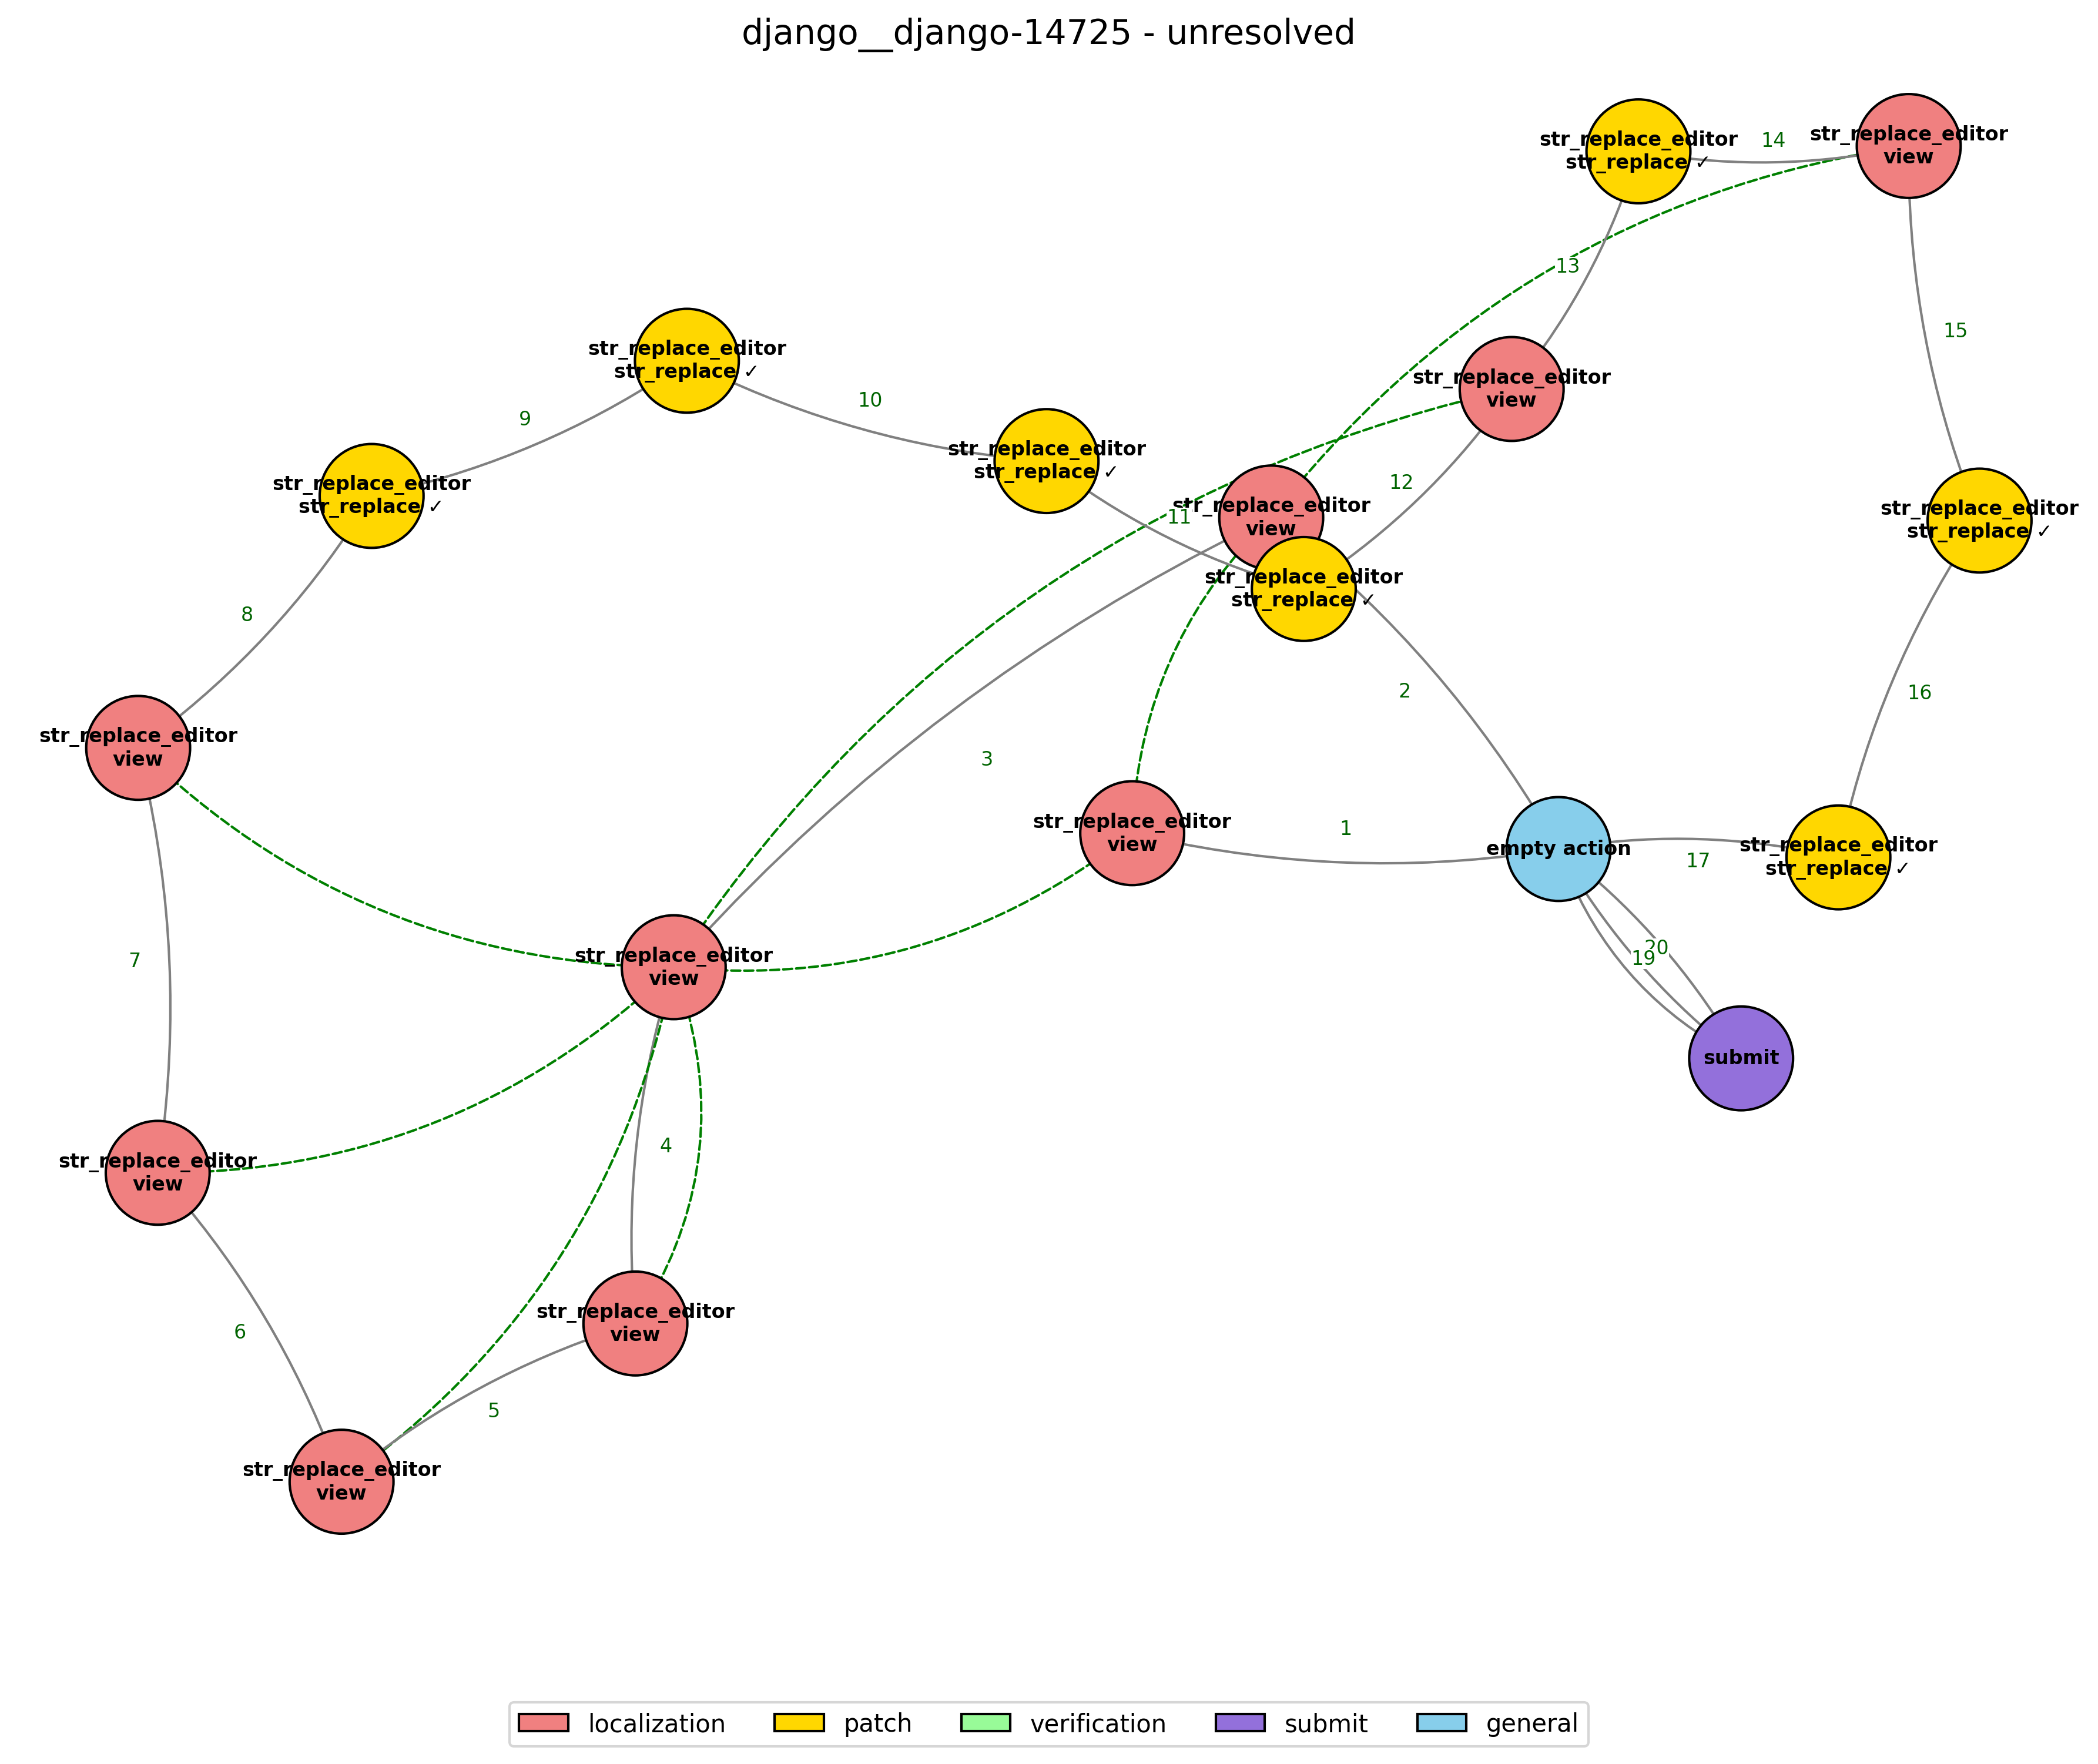 django__django-14725 - unresolved
str_replace_editor
str_replace ✓
14
str_replace_editor
view
13
15
str_replace_editor
str_replace ✓
str_replace_editor
view
9
10
str_replace_editor
str_replace ✓
str_replace_editor
str_replace ✓
12
11
str_replace_editor
view
str_replace_editor
str_replace ✓
str_replace_editor
str_replace ✓
8
2
16
str_replace_editor
view
3
str_replace_editor
view
1
empty action
17
str_replace_editor
str_replace ✓
7
str_replace_editor
view
20
19
submit
4
str_replace_editor
view
6
str_replace_editor
view
5
str_replace_editor
view
localization
patch
verification
submit
general